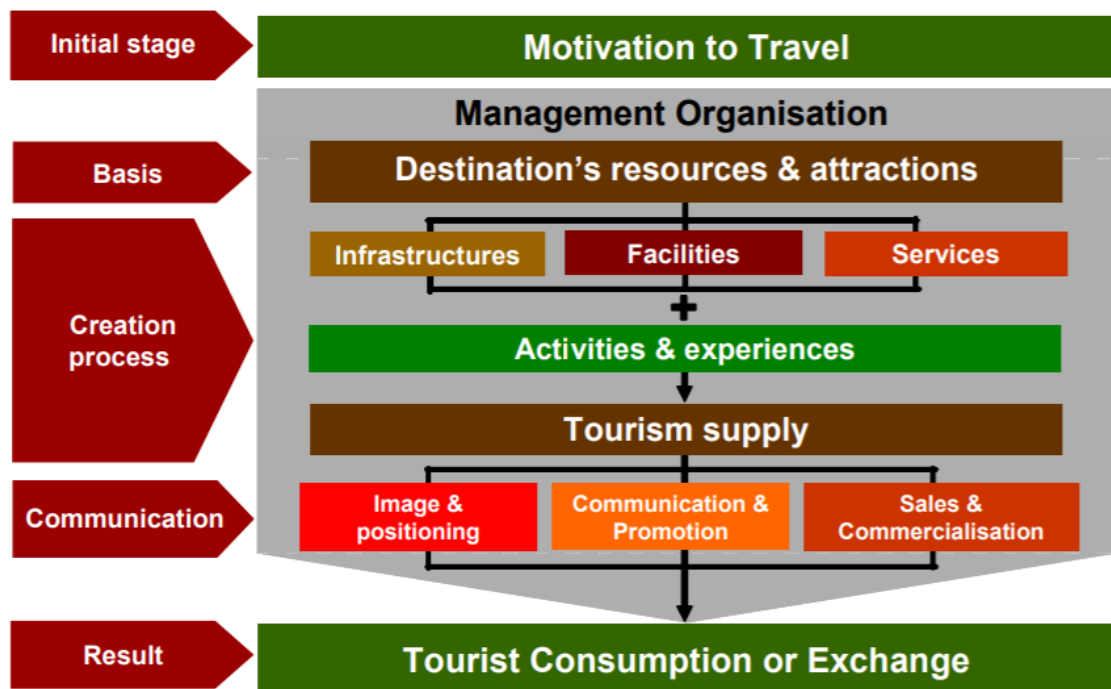 Initial stage
Motivation to Travel
Management Organisation
Basis
Destination's resources & attractions
Infrastructures
Facilities
Services
Creation
process
Activities & experiences
Tourism supply
Communication
Image &
positioning
Communication &
Promotion
Sales &
Commercialisation
Result
Tourist Consumption or Exchange